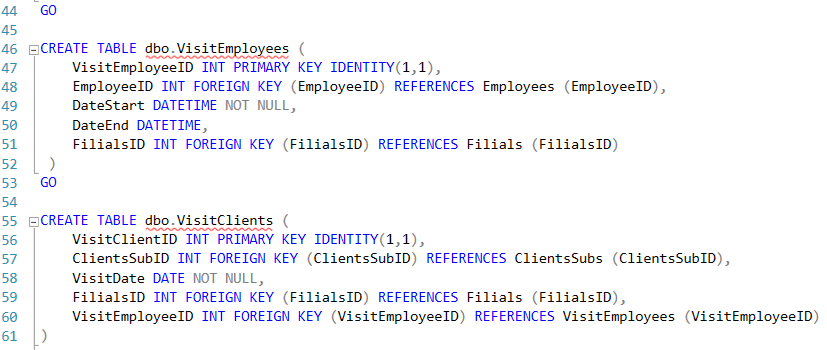 44 GO
45
46 CREATE TABLE dbo.VisitEmployees (
47 VisitEmployeeID INT PRIMARY KEY IDENTITY(1,1),
48 EmployeeID INT FOREIGN KEY (EmployeeID) REFERENCES Employees (EmployeeID),
49 DateStart DATETIME NOT NULL,
50 DateEnd DATETIME,
51 FilialsID INT FOREIGN KEY (FilialsID) REFERENCES Filials (FilialsID)
52 )
53 GO
54
55 CREATE TABLE dbo.VisitClients (
56 VisitClientID INT PRIMARY KEY IDENTITY(1,1),
57 ClientsSubID INT FOREIGN KEY (ClientsSubID) REFERENCES ClientsSubs (ClientsSubID),
58 VisitDate DATE NOT NULL,
59 FilialsID INT FOREIGN KEY (FilialsID) REFERENCES Filials (FilialsID),
60 VisitEmployeeID INT FOREIGN KEY (VisitEmployeeID) REFERENCES VisitEmployees (VisitEmployeeID)
61 )